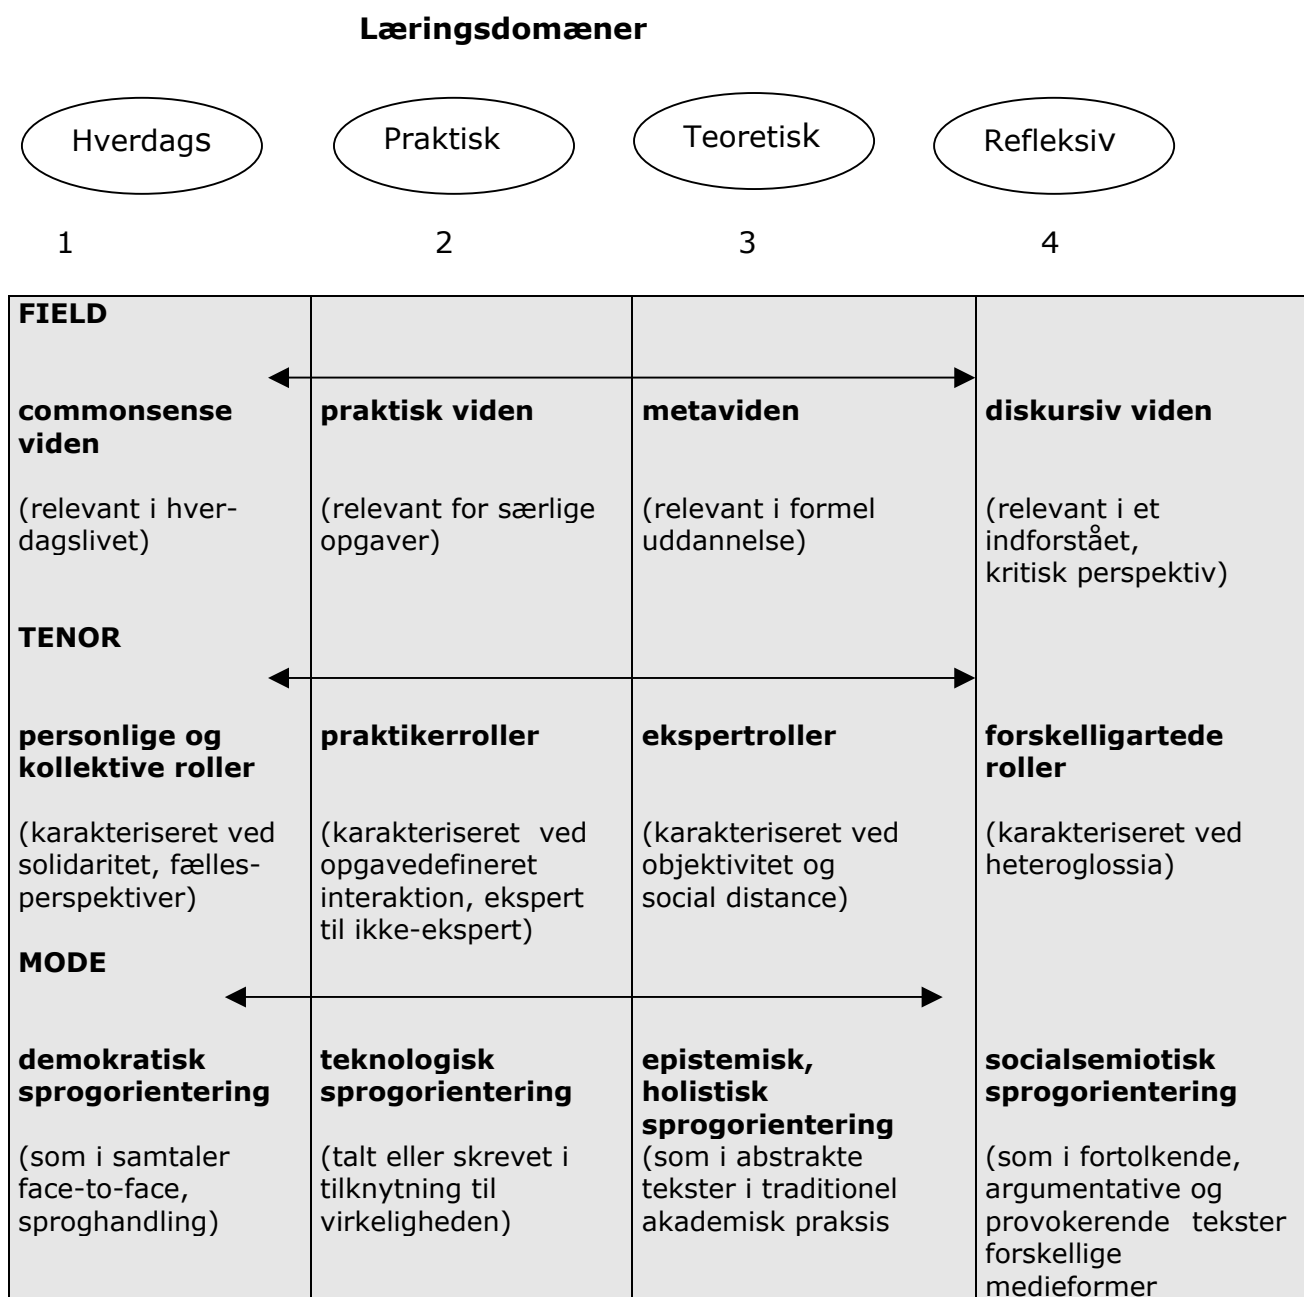 Læringsdomæner
Hverdags Praktisk Teoretisk Refleksiv
1 2 3 4
FIELD
commonsense
viden
(relevant i hver-
dagslivet)
praktisk viden
(relevant for særlige
opgaver)
metaviden
(relevant i formel
uddannelse)
diskursiv viden
(relevant i et
indforstået,
kritisk perspektiv)
TENOR
personlige og
kollektive roller
(karakteriseret ved
solidaritet, fælles-
perspektiver)
praktikerroller
(karakteriseret ved
opgavedefineret
interaktion, ekspert
til ikke-ekspert)
ekspertroller
(karakteriseret ved
objektivitet og
social distance)
forskelligartede
roller
(karakteriseret ved
heteroglossia)
MODE
demokratisk
sprogorientering
(som i samtaler
face-to-face,
sproghandling)
teknologisk
sprogorientering
(talt eller skrevet i
tilknytning til
virkeligheden)
epistemisk,
holistisk
sprogorientering
(som i abstrakte
tekster i traditionel
akademisk praksis
socialsemiotisk
sprogorientering
(som i fortolkende,
argumentative og
provokerende tekster
forskellige
medieformer